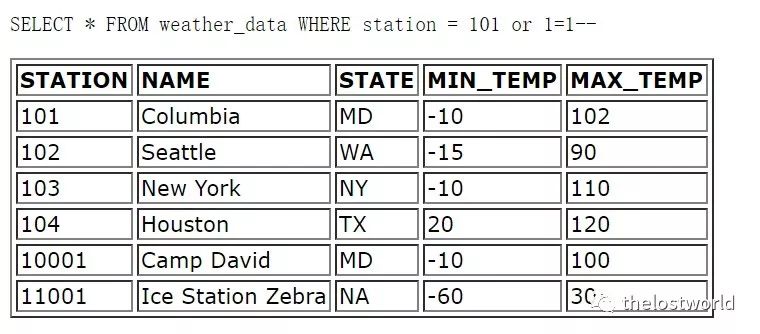 SELECT * FROM weather_data WHERE station = 101 or 1=1--
STATION NAME STATE MIN_TEMP MAX_TEMP
101 Columbia MD -10 102
102 Seattle WA -15 90
103 New York NY -10 110
104 Houston TX 20 120
10001 Camp David MD -10 100
11001 Ice Station Zebra NA -60 30
thelostworld